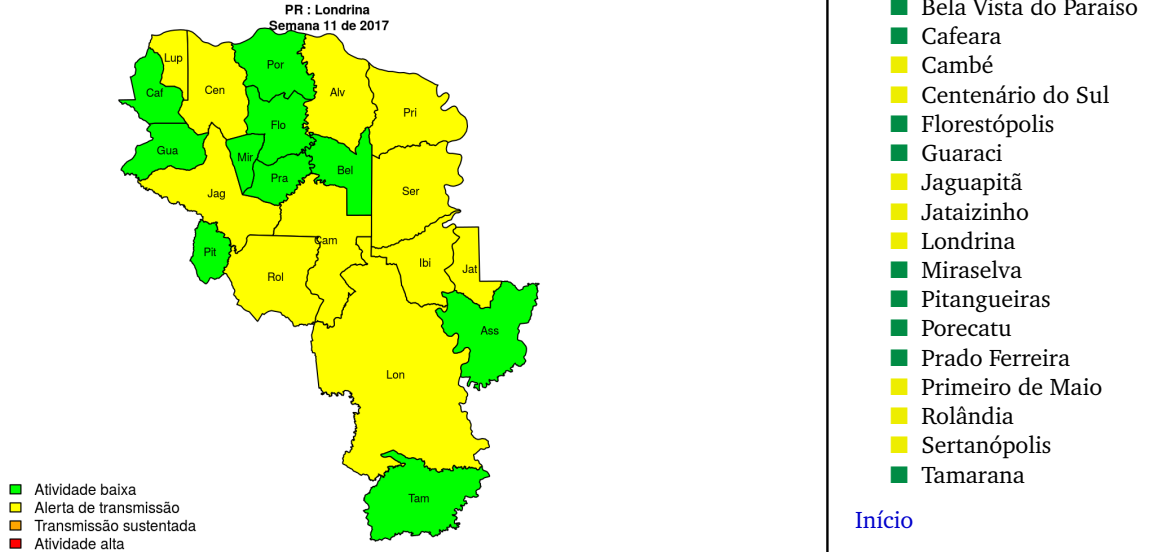 PR : Londrina
Semana 11 de 2017
Lup
Por
Caf
Cen
Alv
Pri
Flo
Gua
Mir
Bel
Pra
Jag
Ser
Cam
Pit
Ibi
Jat
Rol
Ass
Lon
Tam
Atividade baixa
Alerta de transmissão
Transmissão sustentada
Atividade alta
Bela Vista do Paraíso
Cafeara
Cambé
Centenário do Sul
Florestópolis
Guaraci
Jaguapitã
Jataizinho
Londrina
Miraselva
Pitangueiras
Porecatu
Prado Ferreira
Primeiro de Maio
Rolândia
Sertanópolis
Tamarana
Início